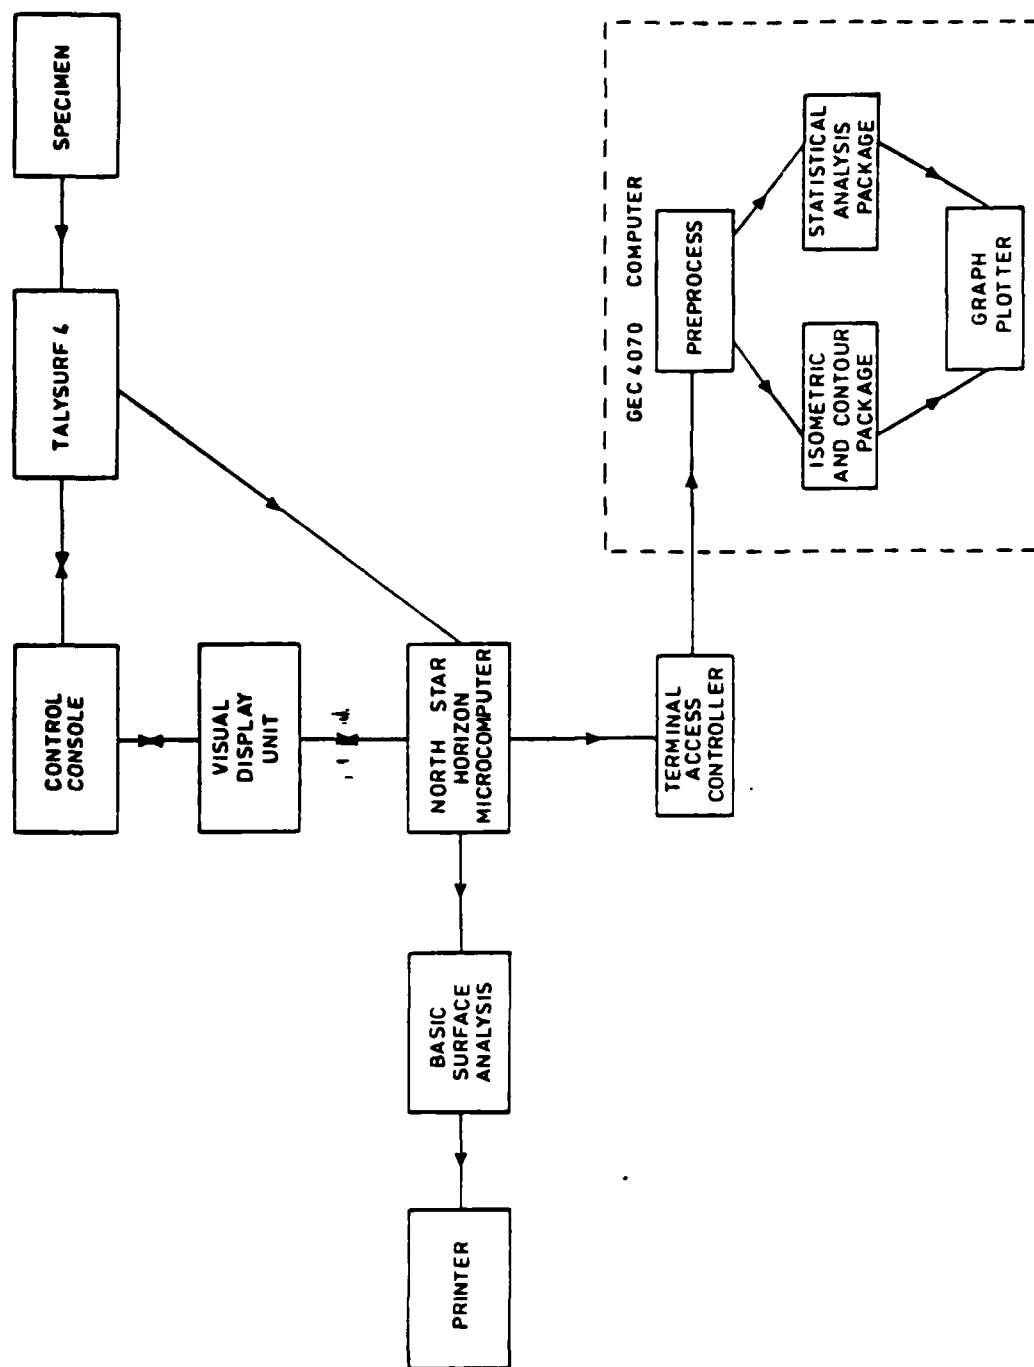 SPECIMEN
TALYSURF 4
CONTROL
CONSOLE
VISUAL
DISPLAY
UNIT
NORTH STAR
HORIZON
MICROCOMPUTER
BASIC
SURFACE
ANALYSIS
PRINTER
TERMINAL
ACCESS
CONTROLLER
GEC 4070 COMPUTER
PREPROCESS
ISOMETRIC
AND CONTOUR
PACKAGE
STATISTICAL
ANALYSIS
PACKAGE
GRAPH
PLOTTER